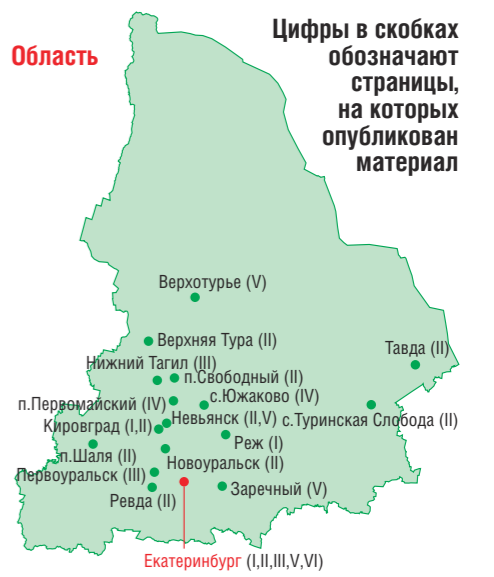 Область
Цифры в скобках
обозначают
страницы,
на которых
опубликован
материал
Верхотурье (V)
Верхняя Тура (II)
Тавда (II)
Нижний Тагил (III)
п.Свободный (II)
с.Южаково (IV)
п.Первомайский (IV)
Невьянск (II,V)
с.Туринская Слобода (II)
Кировград (I,II)
Реж (I)
п.Шаля (II)
Новоуральск (II)
Первоуральск (III)
Ревда (II)
Заречный (V)
Екатеринбург (I,II,III,V,VI)